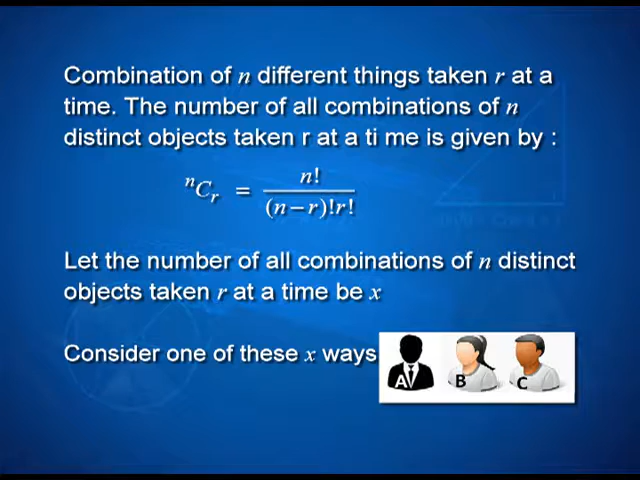 Combination of n different things taken r at a
time. The number of all combinations of n
distinct objects taken r at a ti me is given by :
ⁿCᵣ = n! / (n – r)!r!
Let the number of all combinations of n distinct
objects taken r at a time be x
Consider one of these x ways
A B C